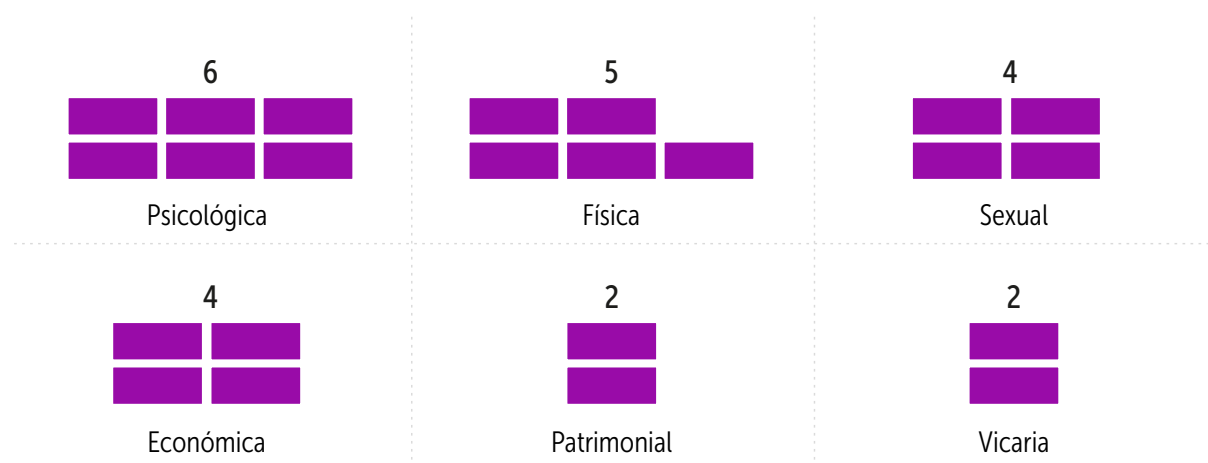 6
5
4
Psicológica
Física
Sexual
4
2
2
Económica
Patrimonial
Vicaria